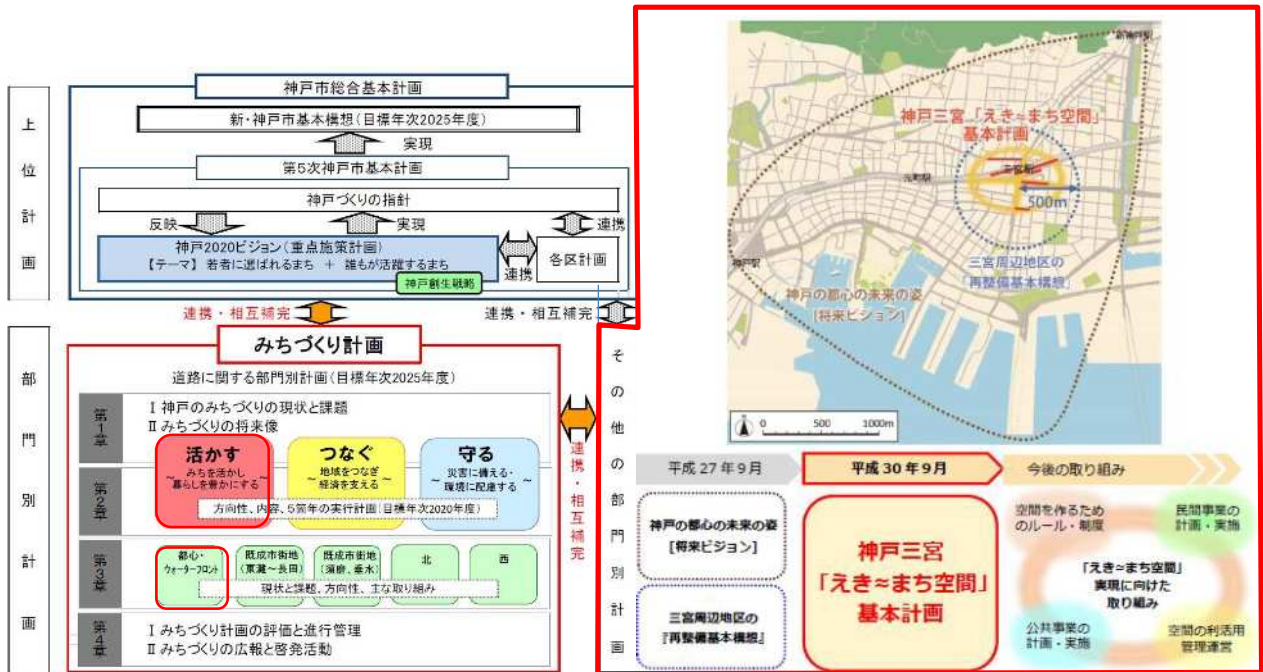 上位計画
神戸市総合基本計画
新・神戸市基本構想(目標年次2025年度)
実現
第5次神戸市基本計画
神戸づくりの指針
反映
実現
連携
神戸2020ビジョン(重点施策計画)
【テーマ】 若者に選ばれるまち + 誰もが活躍するまち
神戸創生戦略
連携
各区計画
連携・相互補完
連携・相互補完
部門別計画
みちづくり計画
道路に関する部門別計画(目標年次2025年度)
第1章
Ⅰ 神戸のみちづくりの現状と課題
Ⅱ みちづくりの将来像
活かす
~みちを活かし
暮らしを豊かにする~
つなぐ
~地域をつなぎ
経済を支える~
守る
~災害に備える・
環境に配慮する~
第2章
方向性、内容、5箇年の実行計画(目標年次2020年度)
第3章
都心・
ウォーターフロント
既成市街地
(東灘~長田)
既成市街地
(須磨、垂水)
北
西
現状と課題、方向性、主な取り組み
第4章
Ⅰ みちづくり計画の評価と進行管理
Ⅱ みちづくりの広報と啓発活動
連携・相互補完
その他の部門別計画
新神戸駅
神戸三宮「えき≈まち空間」
基本計画
三宮駅
元町駅
500m
神戸駅
三宮周辺地区の
『再整備基本構想』
神戸の都心の未来の姿
[将来ビジョン]
0 500 1000m
平成27年9月
平成30年9月
今後の取り組み
神戸の都心の未来の姿
[将来ビジョン]
三宮周辺地区の
『再整備基本構想』
神戸三宮
「えき≈まち空間」
基本計画
空間を作るため
のルール・制度
民間事業の
計画・実施
「えき≈まち空間」
実現に向けた
取り組み
公共事業の
計画・実施
空間の利活用
管理運営